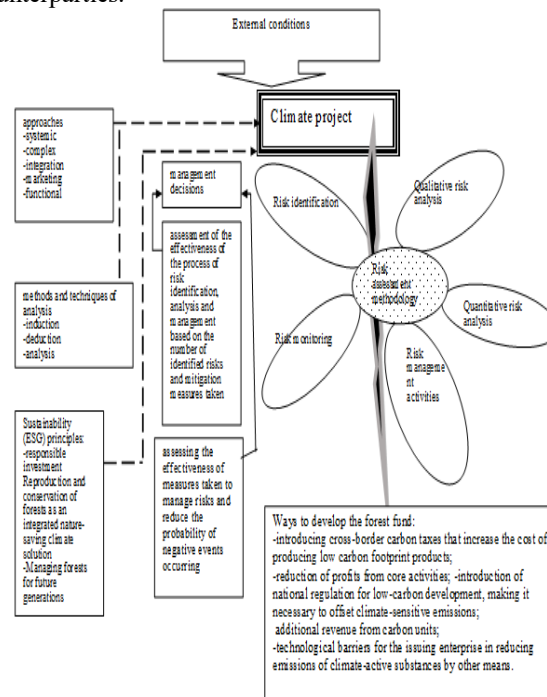 unterparties.
External conditions
Climate project
approaches
-systemic
-complex
-integration
-marketing
-functional
management
decisions
Risk identification
Qualitative risk
analysis
assessment of the
effectiveness of
the process of
risk
identification,
analysis and
management
based on the
number of
identified risks
and mitigation
measures taken
Risk
assessment
methodology
methods and techniques of
analysis
-induction
-deduction
-analysis
Quantitative risk
analysis
Risk monitoring
Risk
manageme
nt
activities
Sustainability
(ESG) principles:
-responsible
investment
Reproduction and
conservation of
forests as an
integrated nature-
saving climate
solution
-Managing forests
for future
generations
assessing the
effectiveness of
measures taken to
manage risks and
reduce the
probability of
negative events
occurring
Ways to develop the forest fund:
-introducing cross-border carbon taxes that increase the cost of
producing low carbon footprint products;
-reduction of profits from core activities; -introduction of
national regulation for low-carbon development, making it
necessary to offset climate-sensitive emissions;
additional revenue from carbon units;
-technological barriers for the issuing enterprise in reducing
emissions of climate-active substances by other means.